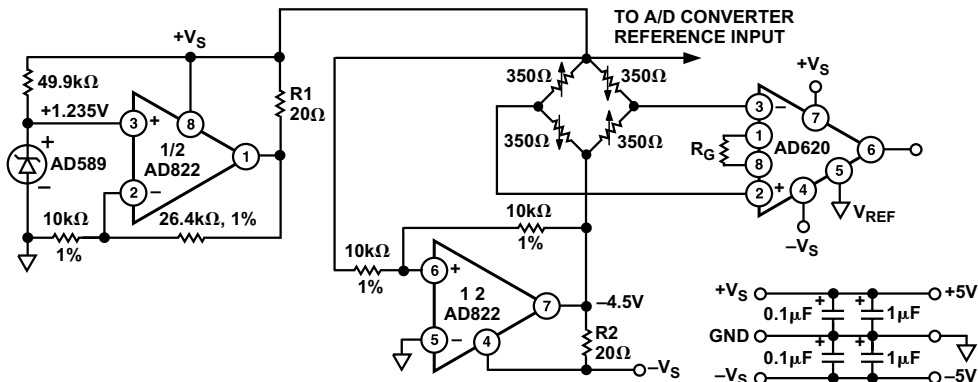 TO A/D CONVERTER
REFERENCE INPUT
+VS
49.9kΩ
+1.235V
R1
20Ω
3
+
8
1/2
AD822
1
+
AD589
−
2
−
10kΩ
1%
26.4kΩ, 1%
350Ω
350Ω
350Ω
350Ω
+VS
3
−
7
1
RG
AD620
6
8
5
2
+
4
VREF
−VS
10kΩ
1%
10kΩ
1%
6
+
1 2
AD822
7
−4.5V
5
−
4
R2
20Ω
−VS
+VS
+
+
+5V
0.1µF
1µF
GND
+
+
0.1µF
1µF
−VS
−5V